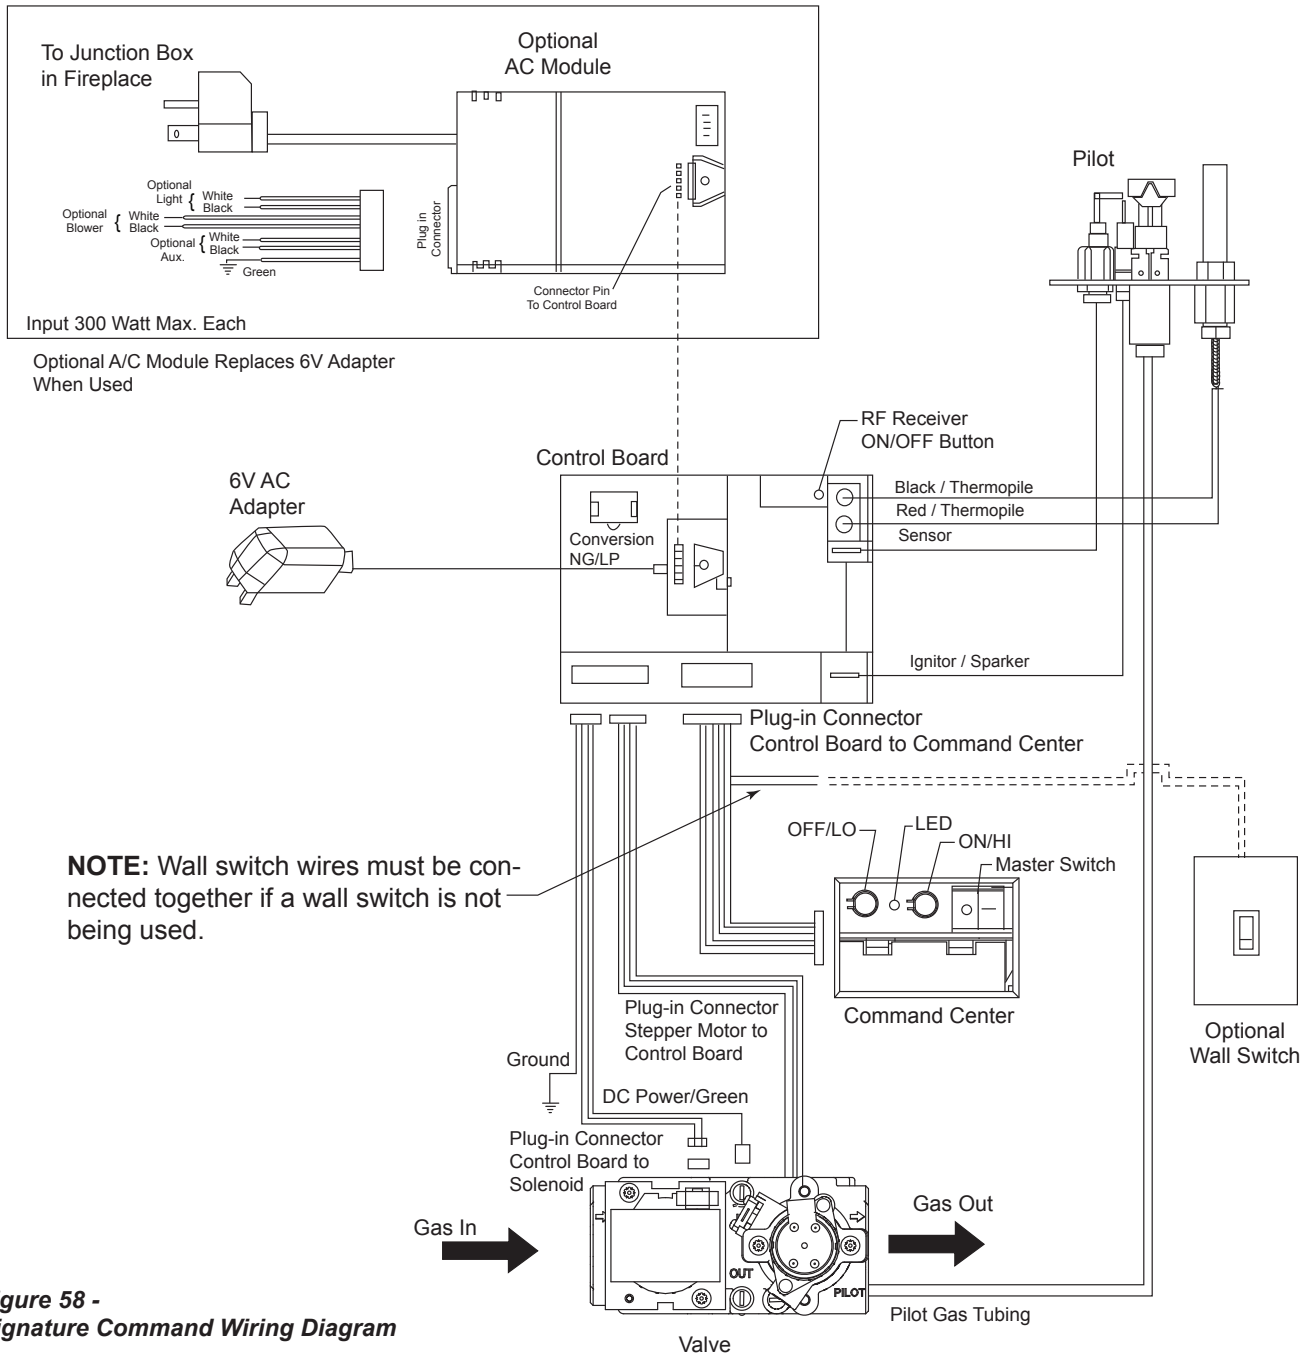 To Junction Box
in Fireplace
Optional
AC Module
Optional
Light { White
Black
Optional
Blower { White
Black
Optional
Aux. { White
Black
Green
Plug in
Connector
Connector Pin
To Control Board
Input 300 Watt Max. Each
Optional A/C Module Replaces 6V Adapter
When Used
Pilot
RF Receiver
ON/OFF Button
Control Board
6V AC
Adapter
Conversion
NG/LP
Black / Thermopile
Red / Thermopile
Sensor
Ignitor / Sparker
Plug-in Connector
Control Board to Command Center
NOTE: Wall switch wires must be con-
nected together if a wall switch is not
being used.
OFF/LO
LED
ON/HI
Master Switch
Command Center
Optional
Wall Switch
Plug-in Connector
Stepper Motor to
Control Board
Ground
DC Power/Green
Plug-in Connector
Control Board to
Solenoid
Gas In
Gas Out
OUT
PILOT
Pilot Gas Tubing
Valve
gure 58 -
ignature Command Wiring Diagram